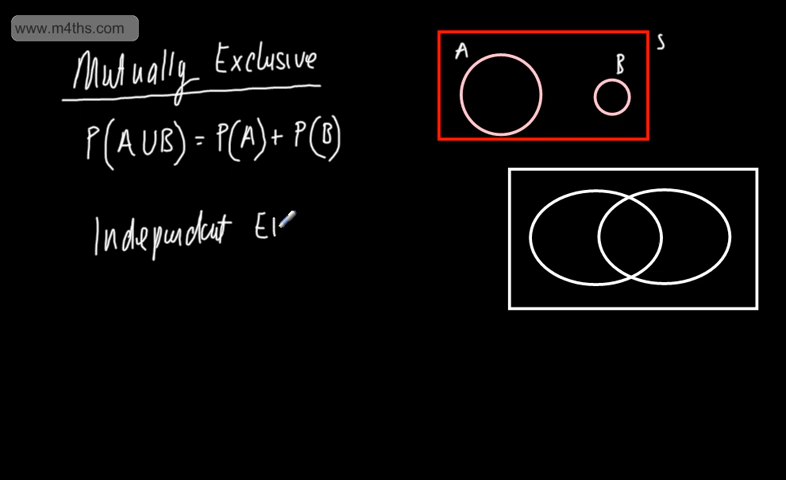 www.m4ths.com
Mutually Exclusive
P(A∪B) = P(A) + P(B)
Independent
A
B
S